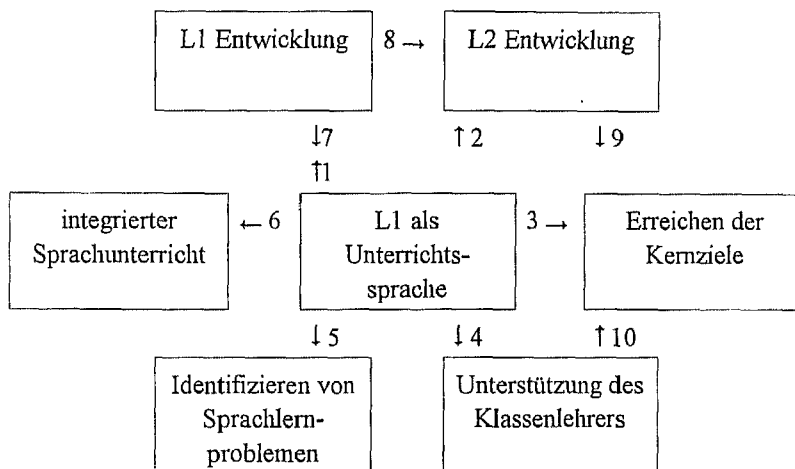 L1 Entwicklung 8 → L2 Entwicklung
↓7 ↑2 ↓9
↑1
integrierter ← 6 L1 als 3 → Erreichen der
Sprachunterricht Unterrichts- Kernziele
sprache
↓5 ↓4 ↑10
Identifizieren von Unterstützung des
Sprachlern- Klassenlehrers
problemen